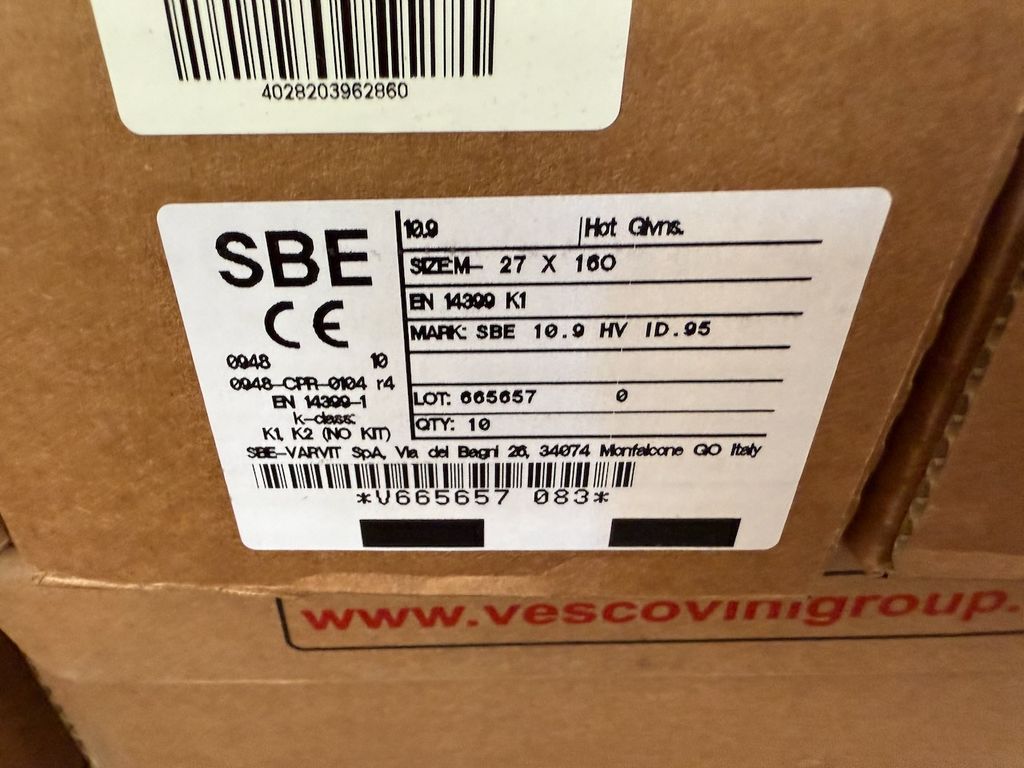 4028203962860
SBE
CE
0948 10
0948-CPR-0104 r4
EN 14399-1
k-class:
K1, K2 (NO KIT)
10.9 Hot Glvns.
SIZE:M- 27 X 160
EN 14399 K1
MARK: SBE 10.9 HV ID.95
LOT: 665657 0
QTY: 10
SBE-VARVIT SpA, Via dei Bagni 26, 34074 Monfalcone GO Italy
*V665657 083*
www.vescovinigroup.